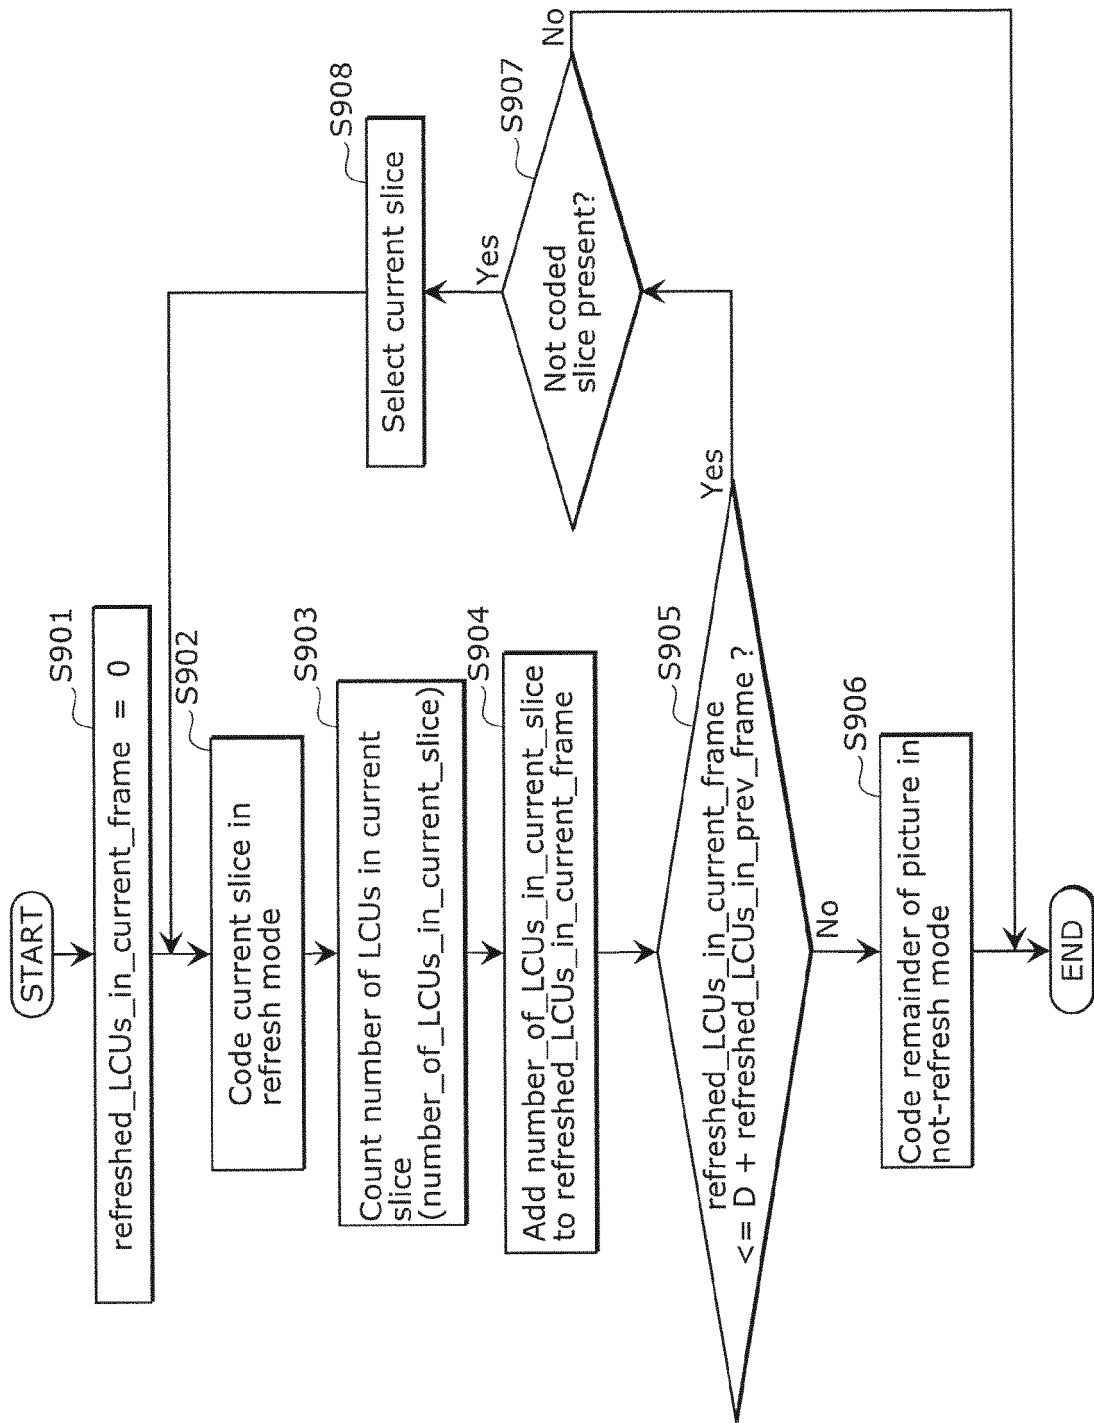 START
S901
refreshed_LCUs_in_current_frame = 0
S902
Code current slice in
refresh mode
S903
Count number of LCUs in current
slice
(number_of_LCUs_in_current_slice)
S904
Add number_of_LCUs_in_current_slice
to refreshed_LCUs_in_current_frame
S905
refreshed_LCUs_in_current_frame
<= D + refreshed_LCUs_in_prev_frame ?
Yes
No
S906
Code remainder of picture in
not-refresh mode
END
S908
Select current slice
Yes
S907
Not coded
slice present?
No